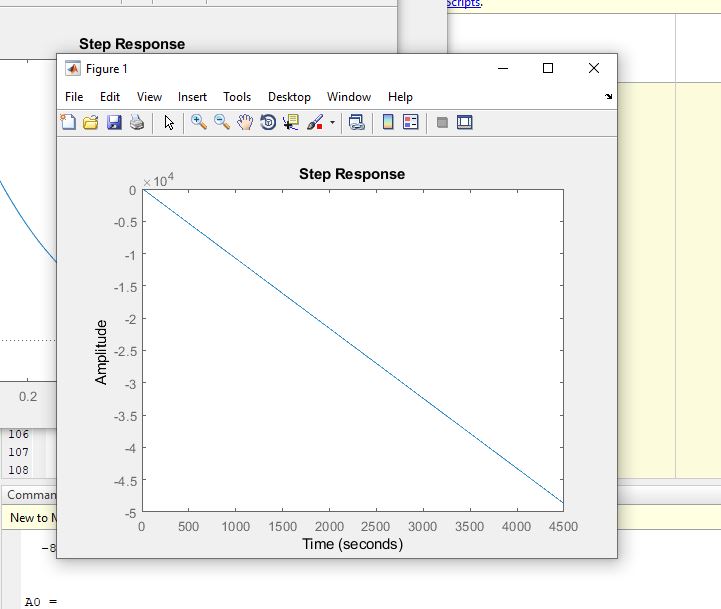 Scripts.
Step Response
Figure 1
File Edit View Insert Tools Desktop Window Help
Step Response
×10^4
0
-0.5
-1
-1.5
-2
-2.5
-3
-3.5
-4
-4.5
-5
Amplitude
0 500 1000 1500 2000 2500 3000 3500 4000 4500
Time (seconds)
0.2
106
107
108
Comman
New to M
-8
A0 =